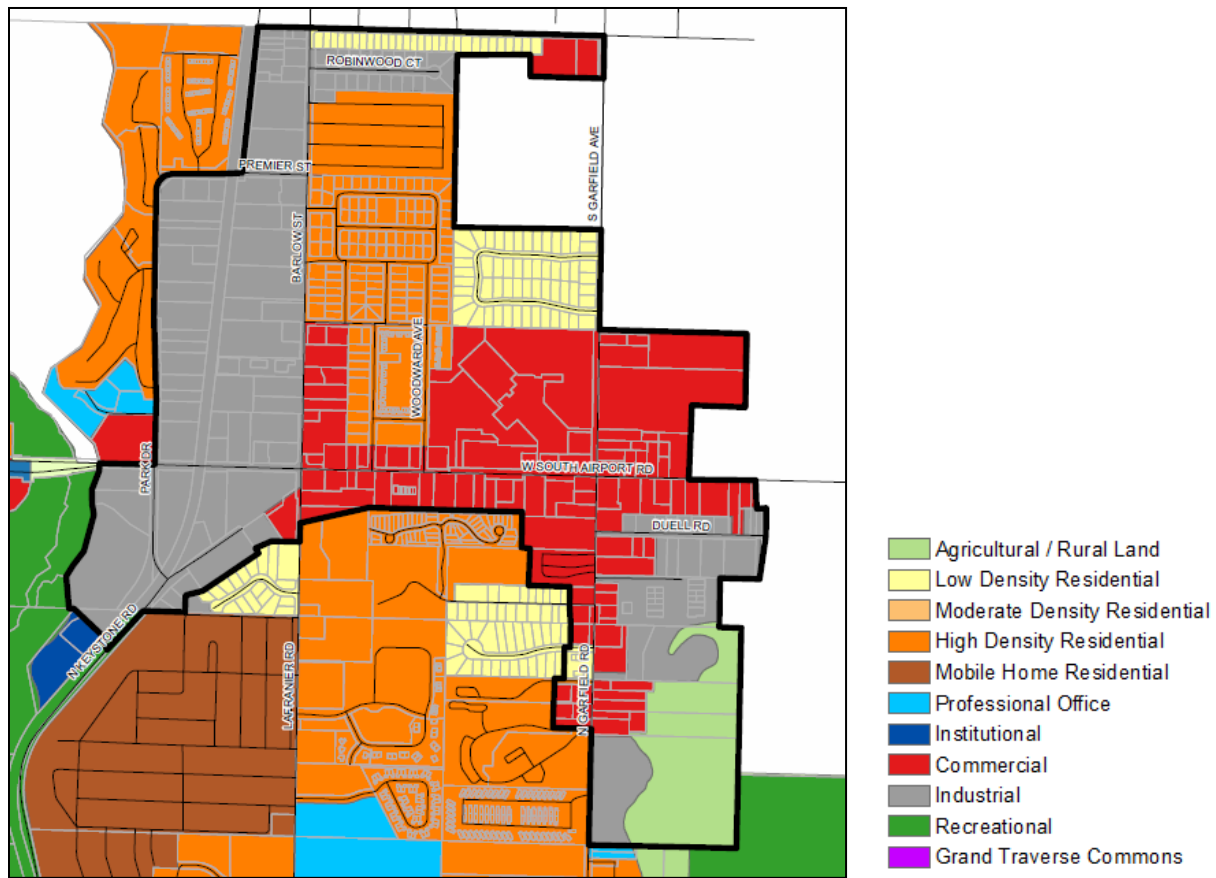 ROBINWOOD CT
S GARFIELD AVE
PREMIER ST
BARLOW ST
WOODWARD AVE
PARK DR
W SOUTH AIRPORT RD
DUELL RD
N KEYSTONE RD
LAFRANIER RD
N GARFIELD RD
Agricultural / Rural Land
Low Density Residential
Moderate Density Residential
High Density Residential
Mobile Home Residential
Professional Office
Institutional
Commercial
Industrial
Recreational
Grand Traverse Commons